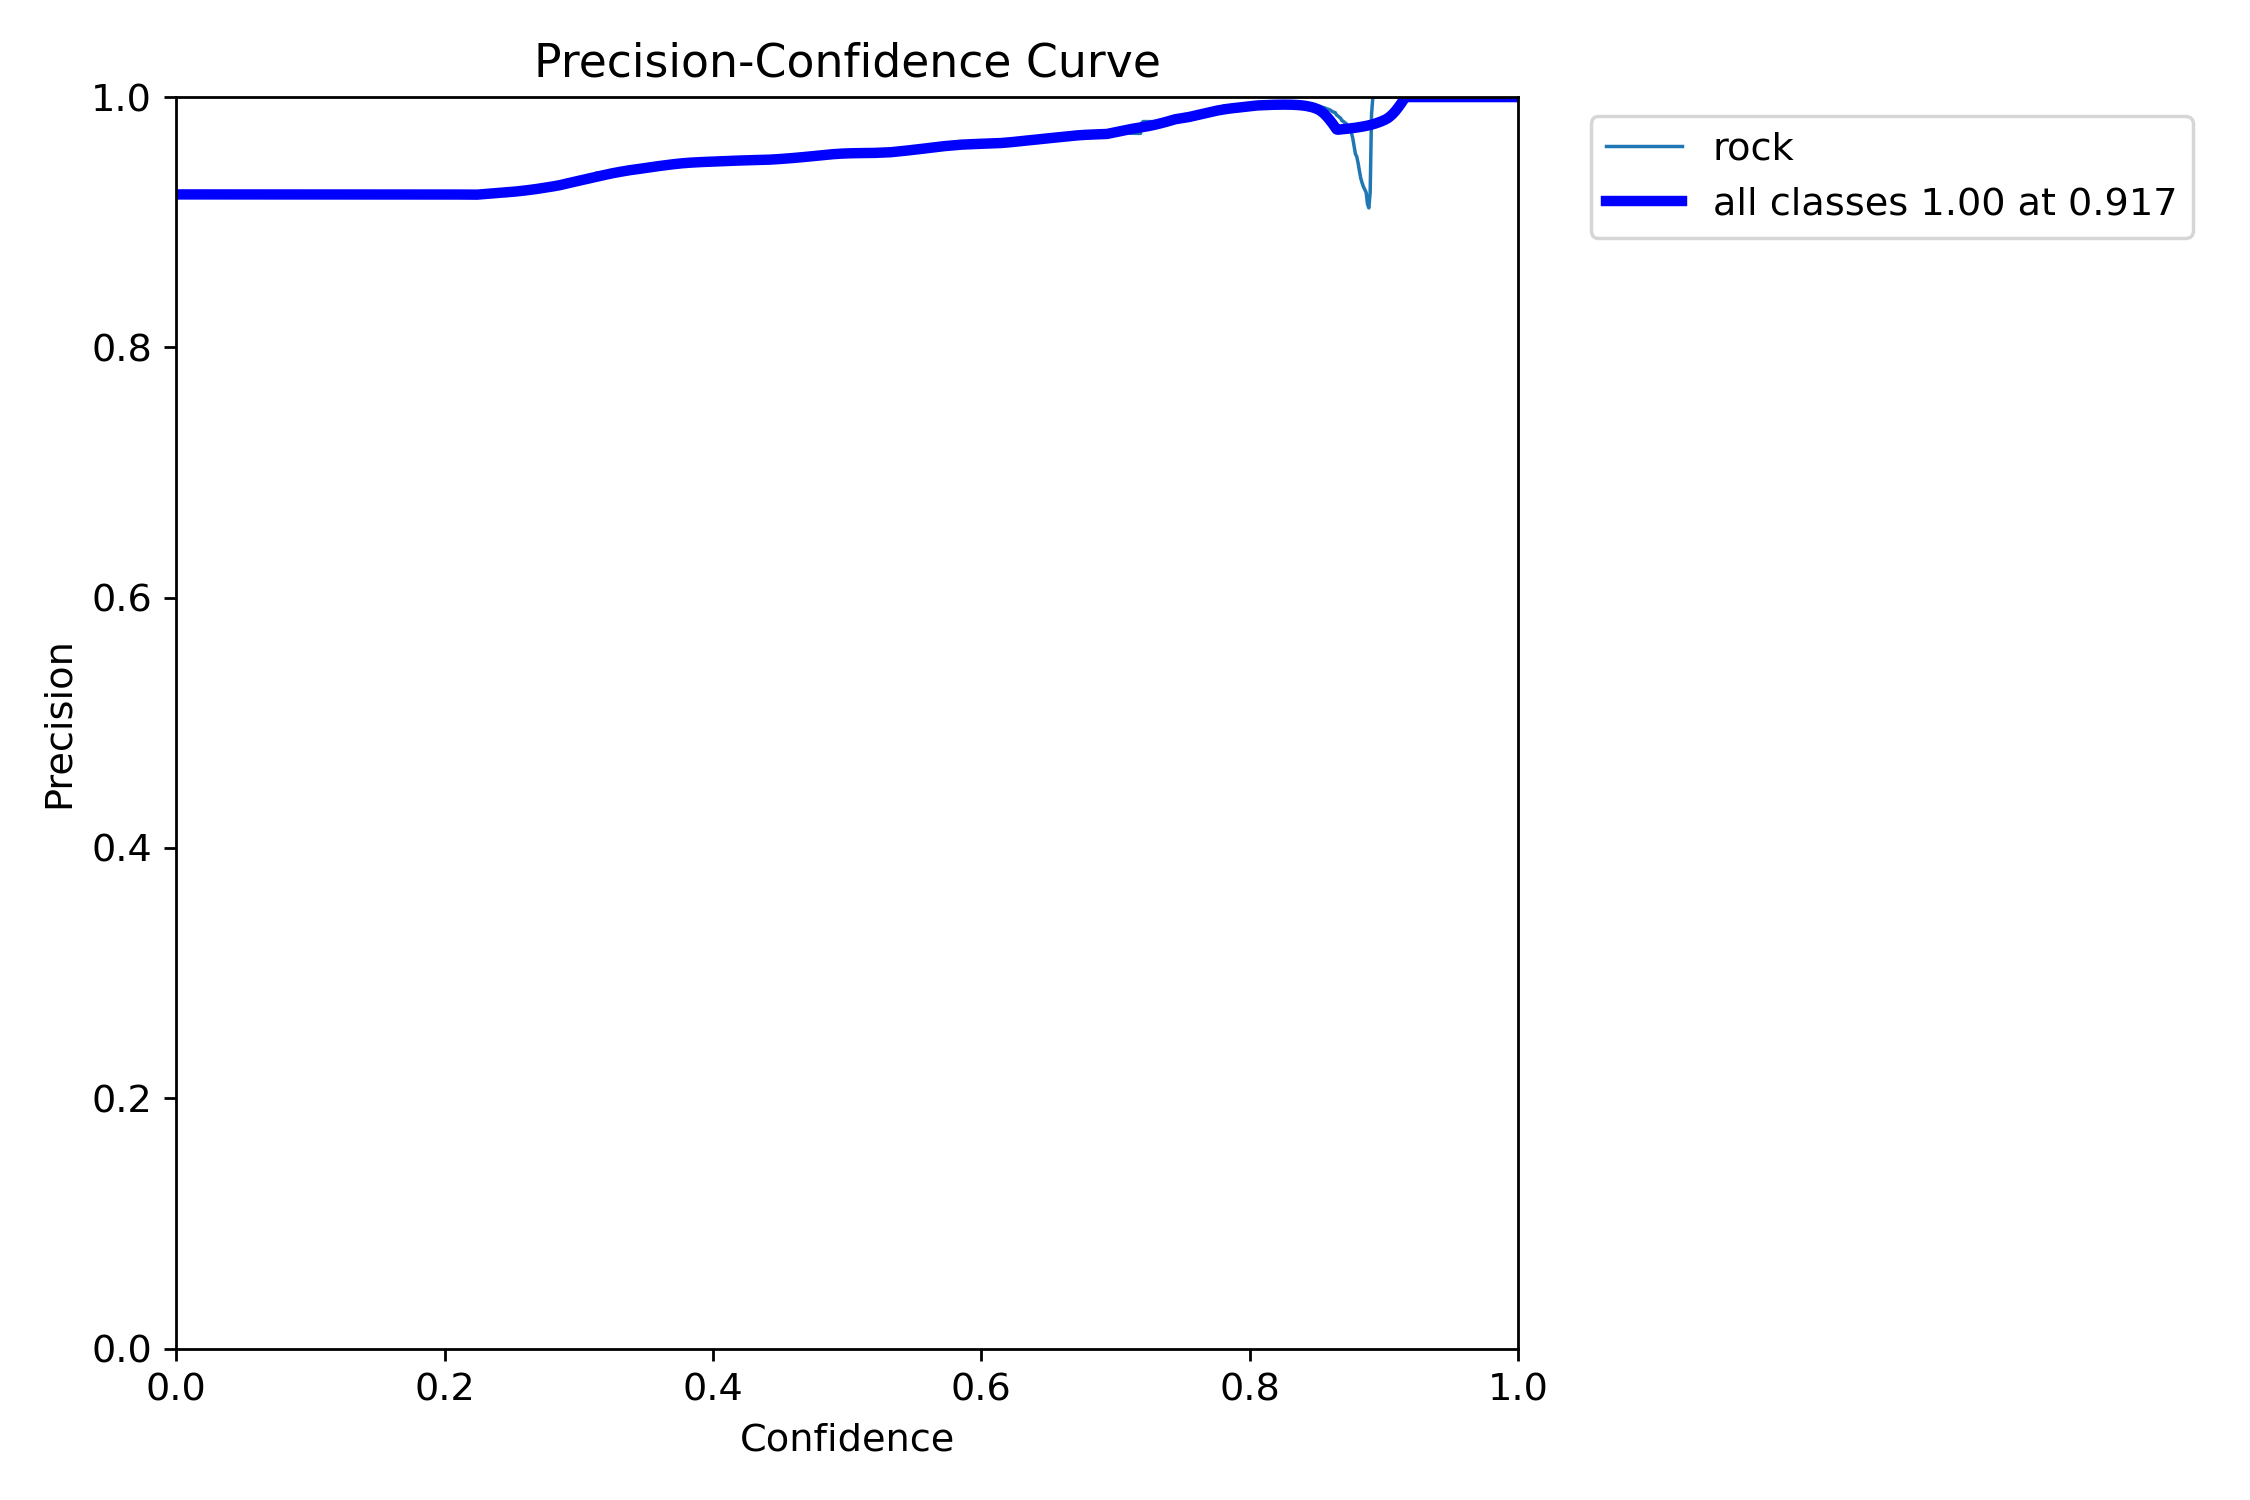 Precision-Confidence Curve
1.0
0.8
0.6
0.4
0.2
0.0
Precision
0.0 0.2 0.4 0.6 0.8 1.0
Confidence
rock
all classes 1.00 at 0.917